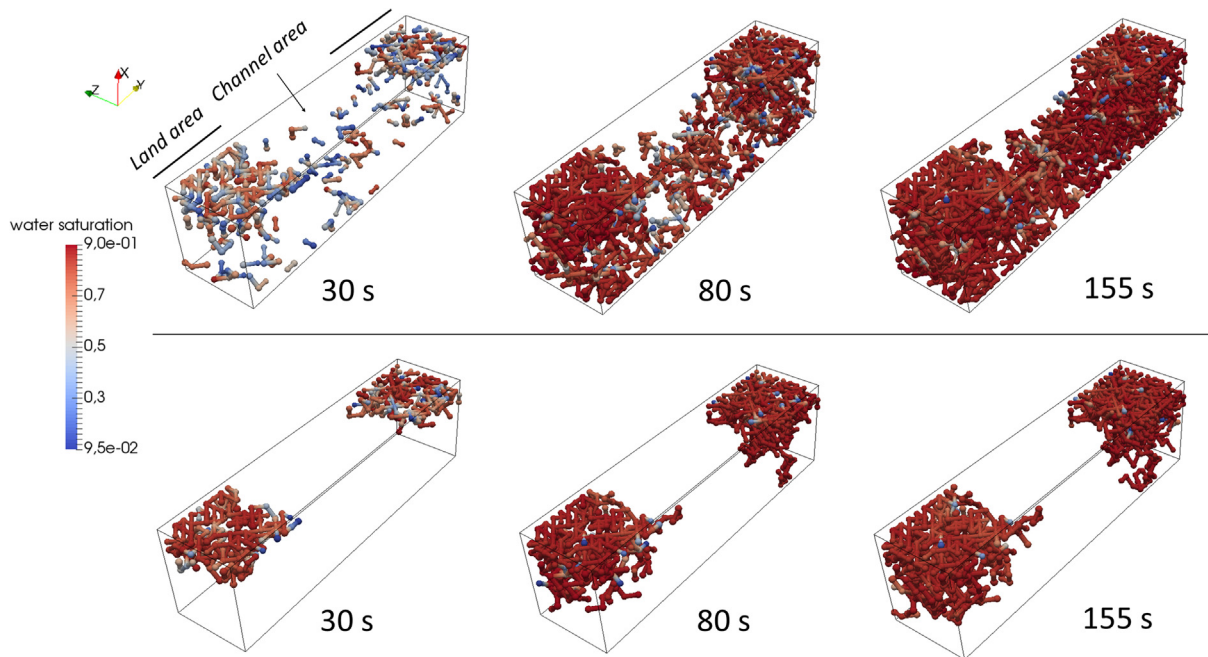 Land area
Channel area
X
Z
Y
water saturation
9,0e-01
0.7
0,5
0,3
9,5e-02
30 s
80 s
155 s
30 s
80 s
155 s